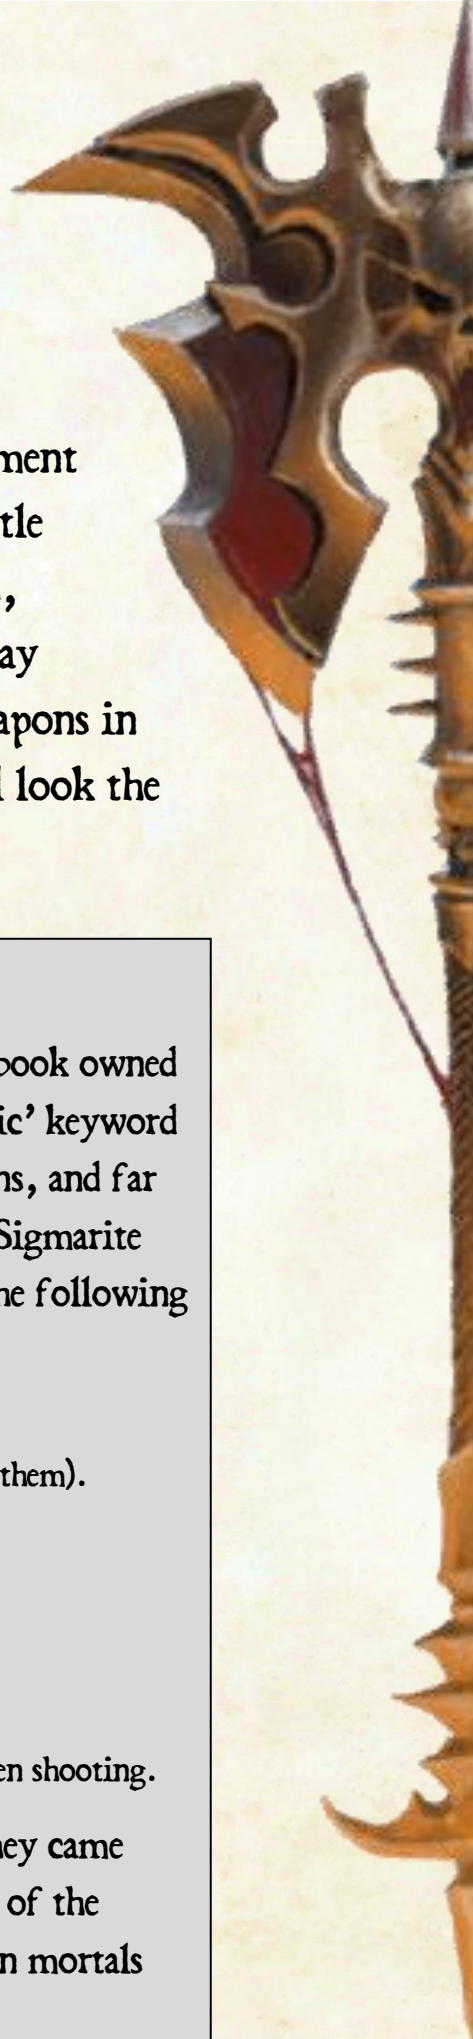 ment
tle
,
ay
apons in
l look the
book owned
ic’ keyword
ns, and far
Sigmarite
he following
them).
en shooting.
hey came
of the
n mortals